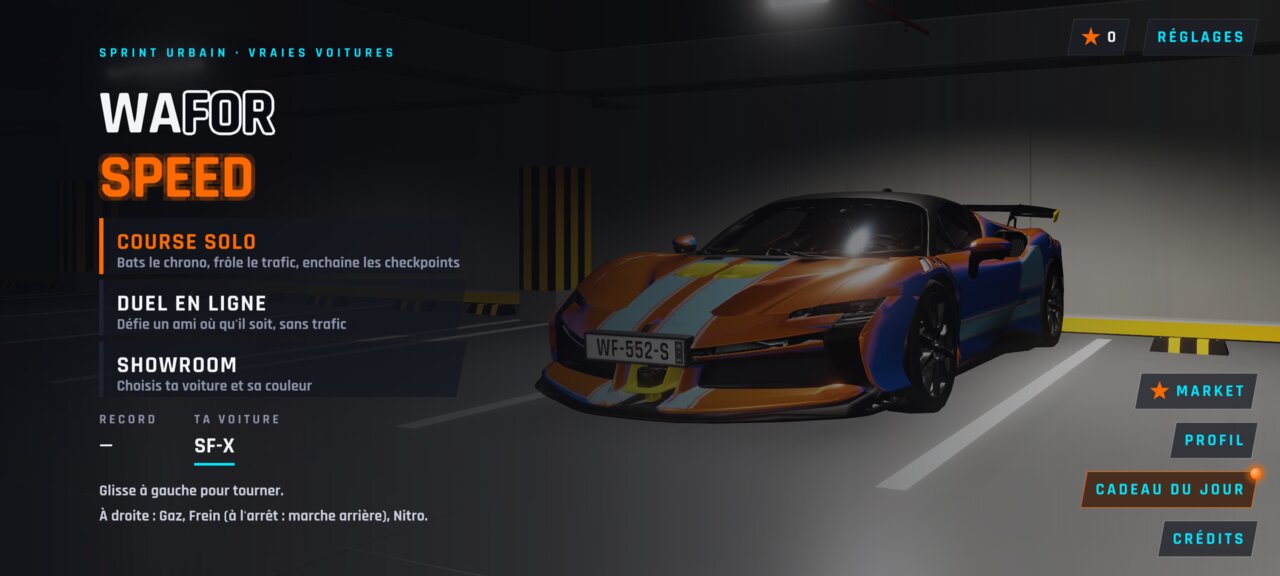 SPRINT URBAIN · VRAIES VOITURES
★ 0
RÉGLAGES
WAFOR
SPEED
COURSE SOLO
Bats le chrono, frôle le trafic, enchaine les checkpoints
DUEL EN LIGNE
Défie un ami où qu'il soit, sans trafic
SHOWROOM
Choisis ta voiture et sa couleur
RECORD
—
TA VOITURE
SF-X
Glisse à gauche pour tourner.
À droite : Gaz, Frein (à l'arrêt : marche arrière), Nitro.
WF-552-S
★ MARKET
PROFIL
CADEAU DU JOUR
CRÉDITS